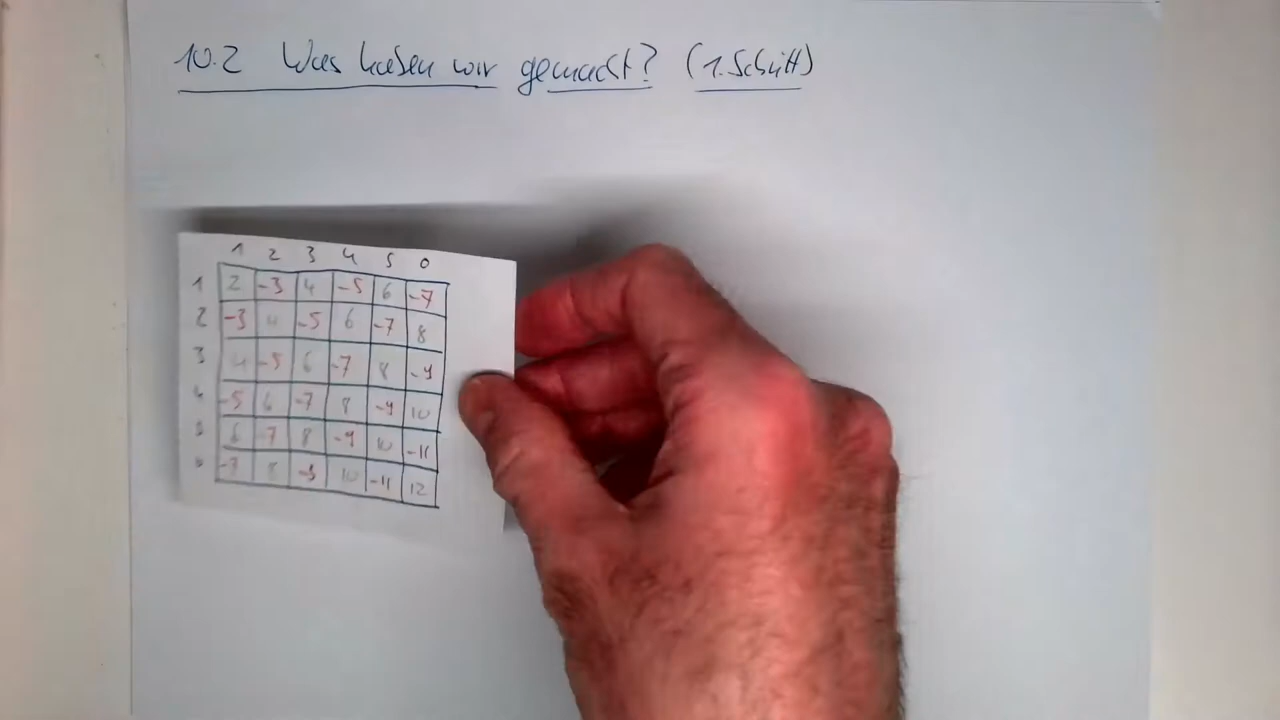 10.2 Was haben wir gemacht? (1. Schritt)
1 2 3 4 5 0
1 2 -3 4 -5 6 -7
2 -3 4 -5 6 -7 8
3 4 -5 6 -7 8 -9
4 -5 6 -7 8 -9 10
5 6 -7 8 -9 10 -11
-7 8 -9 10 -11 12